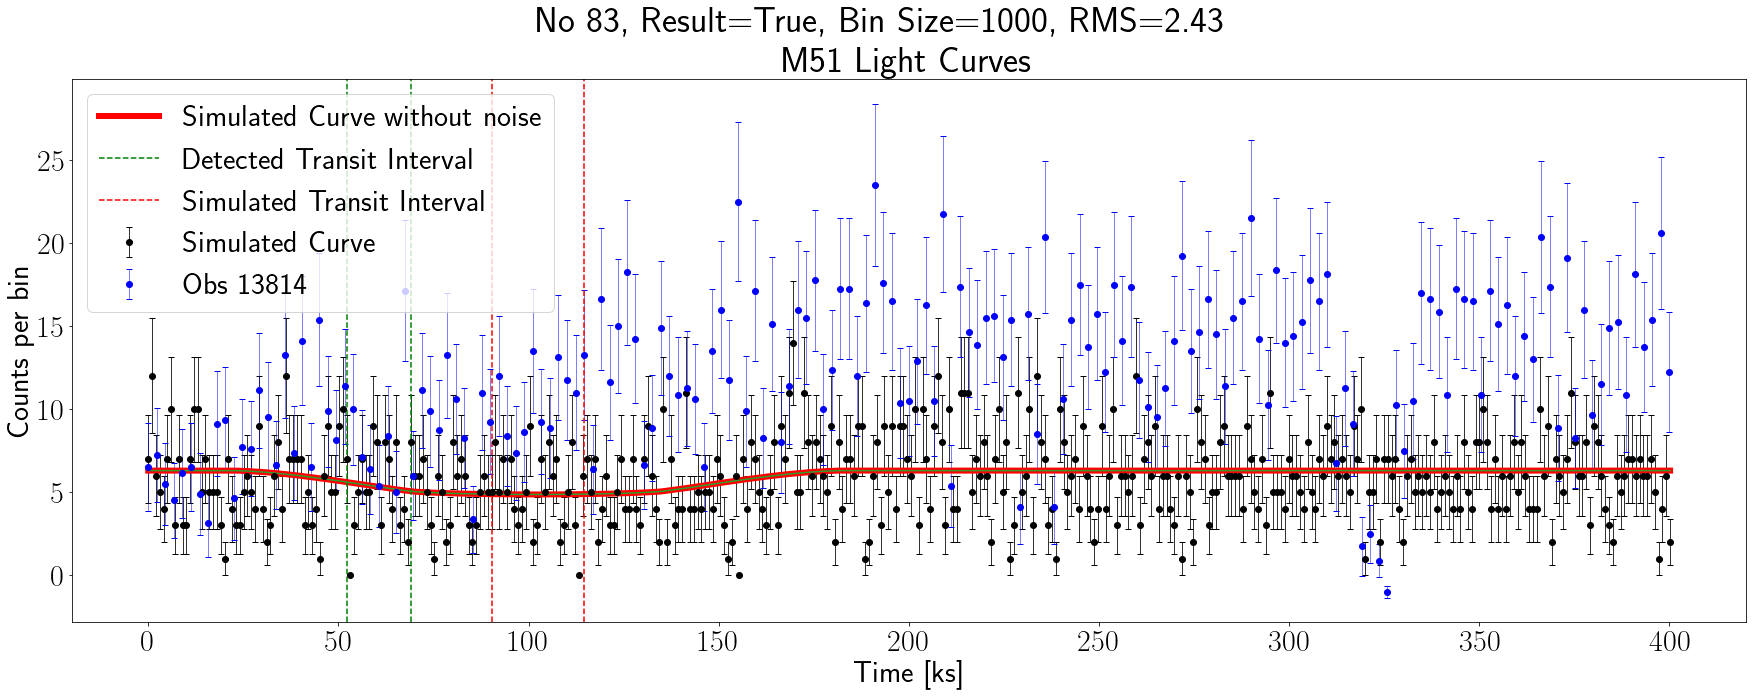 No 83, Result=True, Bin Size=1000, RMS=2.43
M51 Light Curves
Simulated Curve without noise
Detected Transit Interval
Simulated Transit Interval
Simulated Curve
Obs 13814
Counts per bin
25
20
15
10
5
0
0 50 100 150 200 250 300 350 400
Time [ks]